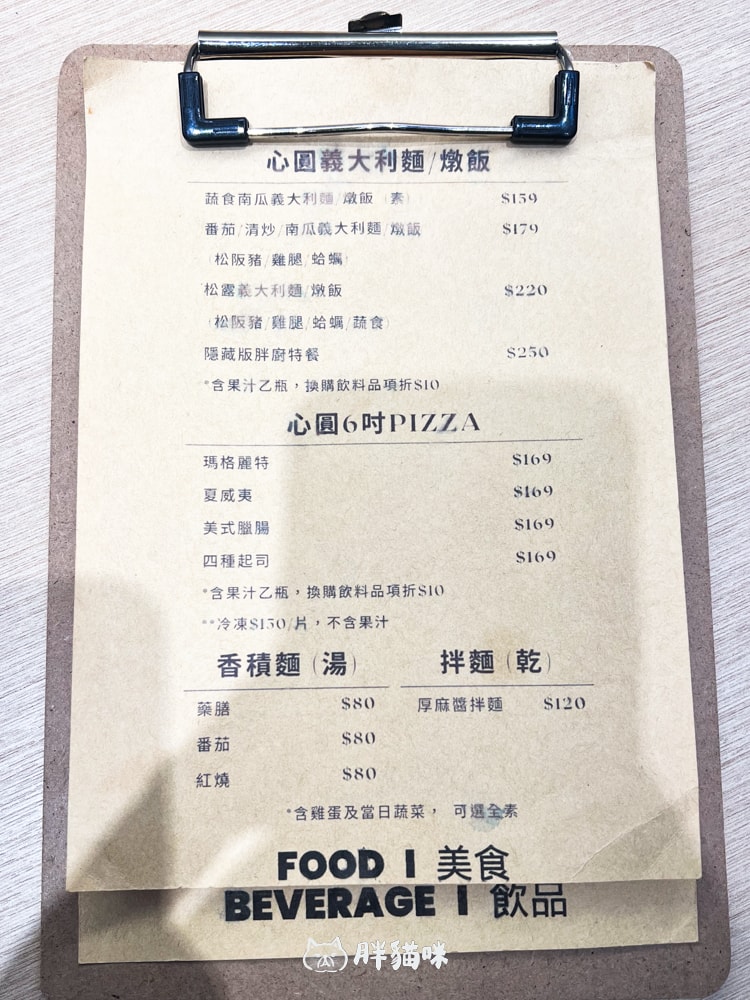 心圓義大利麵/燉飯
蔬食南瓜義大利麵/燉飯（素） $159
番茄/清炒/南瓜義大利麵/燉飯 $179
（松阪豬/雞腿/蛤蠣）
松露義大利麵/燉飯 $220
（松阪豬/雞腿/蛤蠣/蔬食）
隱藏版胖廚特餐 $250
*含果汁乙瓶，換購飲料品項折$10
心圓6吋PIZZA
瑪格麗特 $169
夏威夷 $169
美式臘腸 $169
四種起司 $169
*含果汁乙瓶，換購飲料品項折$10
**冷凍$150/片，不含果汁
香積麵（湯） 拌麵（乾）
藥膳 $80 厚麻醬拌麵 $120
番茄 $80
紅燒 $80
*含雞蛋及當日蔬菜， 可選全素
FOOD I 美食
BEVERAGE I 飲品
胖貓咪